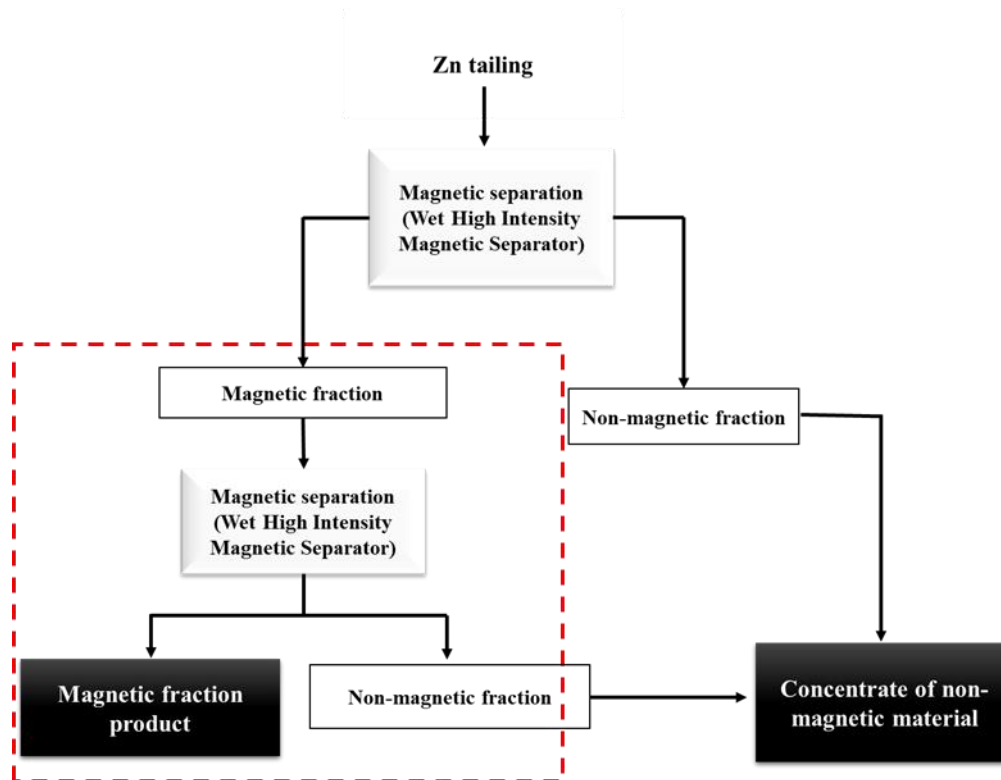 Zn tailing
Magnetic separation
(Wet High Intensity
Magnetic Separator)
Magnetic fraction
Non-magnetic fraction
Magnetic separation
(Wet High Intensity
Magnetic Separator)
Magnetic fraction
product
Non-magnetic fraction
Concentrate of non-
magnetic material